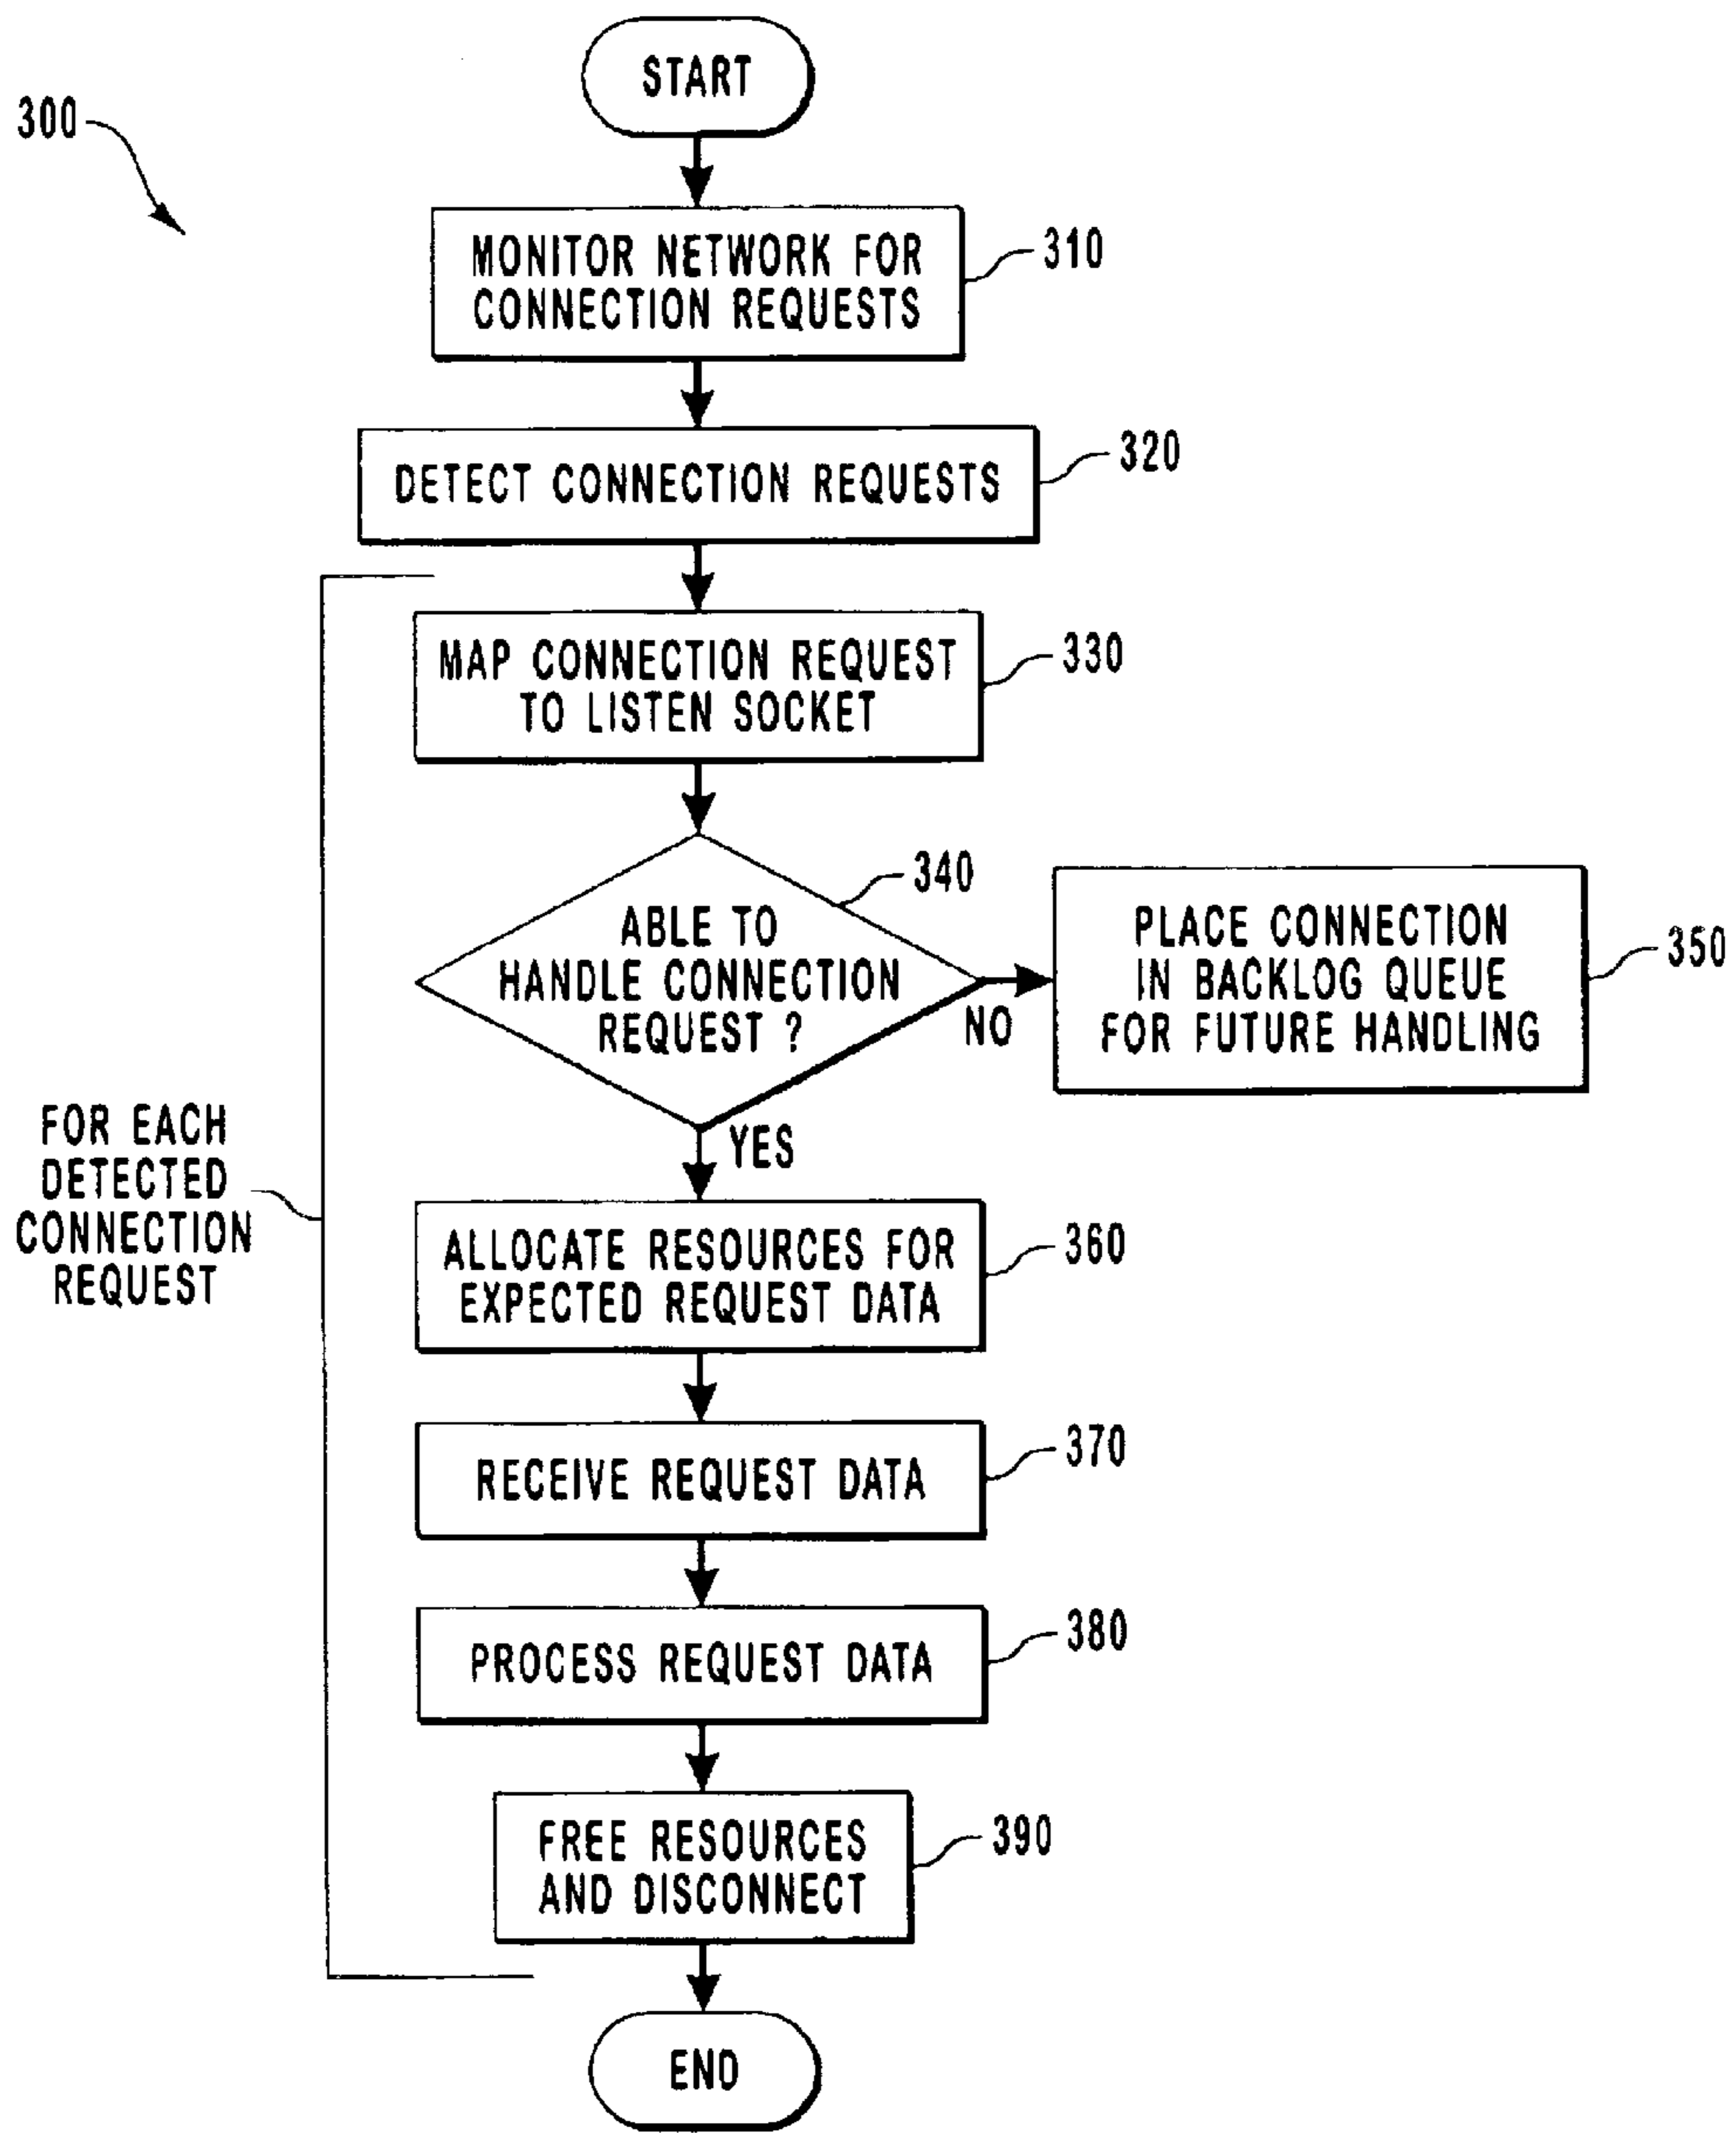 START
300
MONITOR NETWORK FOR
CONNECTION REQUESTS
310
DETECT CONNECTION REQUESTS
320
MAP CONNECTION REQUEST
TO LISTEN SOCKET
330
ABLE TO
HANDLE CONNECTION
REQUEST ?
340
NO
PLACE CONNECTION
IN BACKLOG QUEUE
FOR FUTURE HANDLING
350
YES
FOR EACH
DETECTED
CONNECTION
REQUEST
ALLOCATE RESOURCES FOR
EXPECTED REQUEST DATA
360
RECEIVE REQUEST DATA
370
PROCESS REQUEST DATA
380
FREE RESOURCES
AND DISCONNECT
390
END